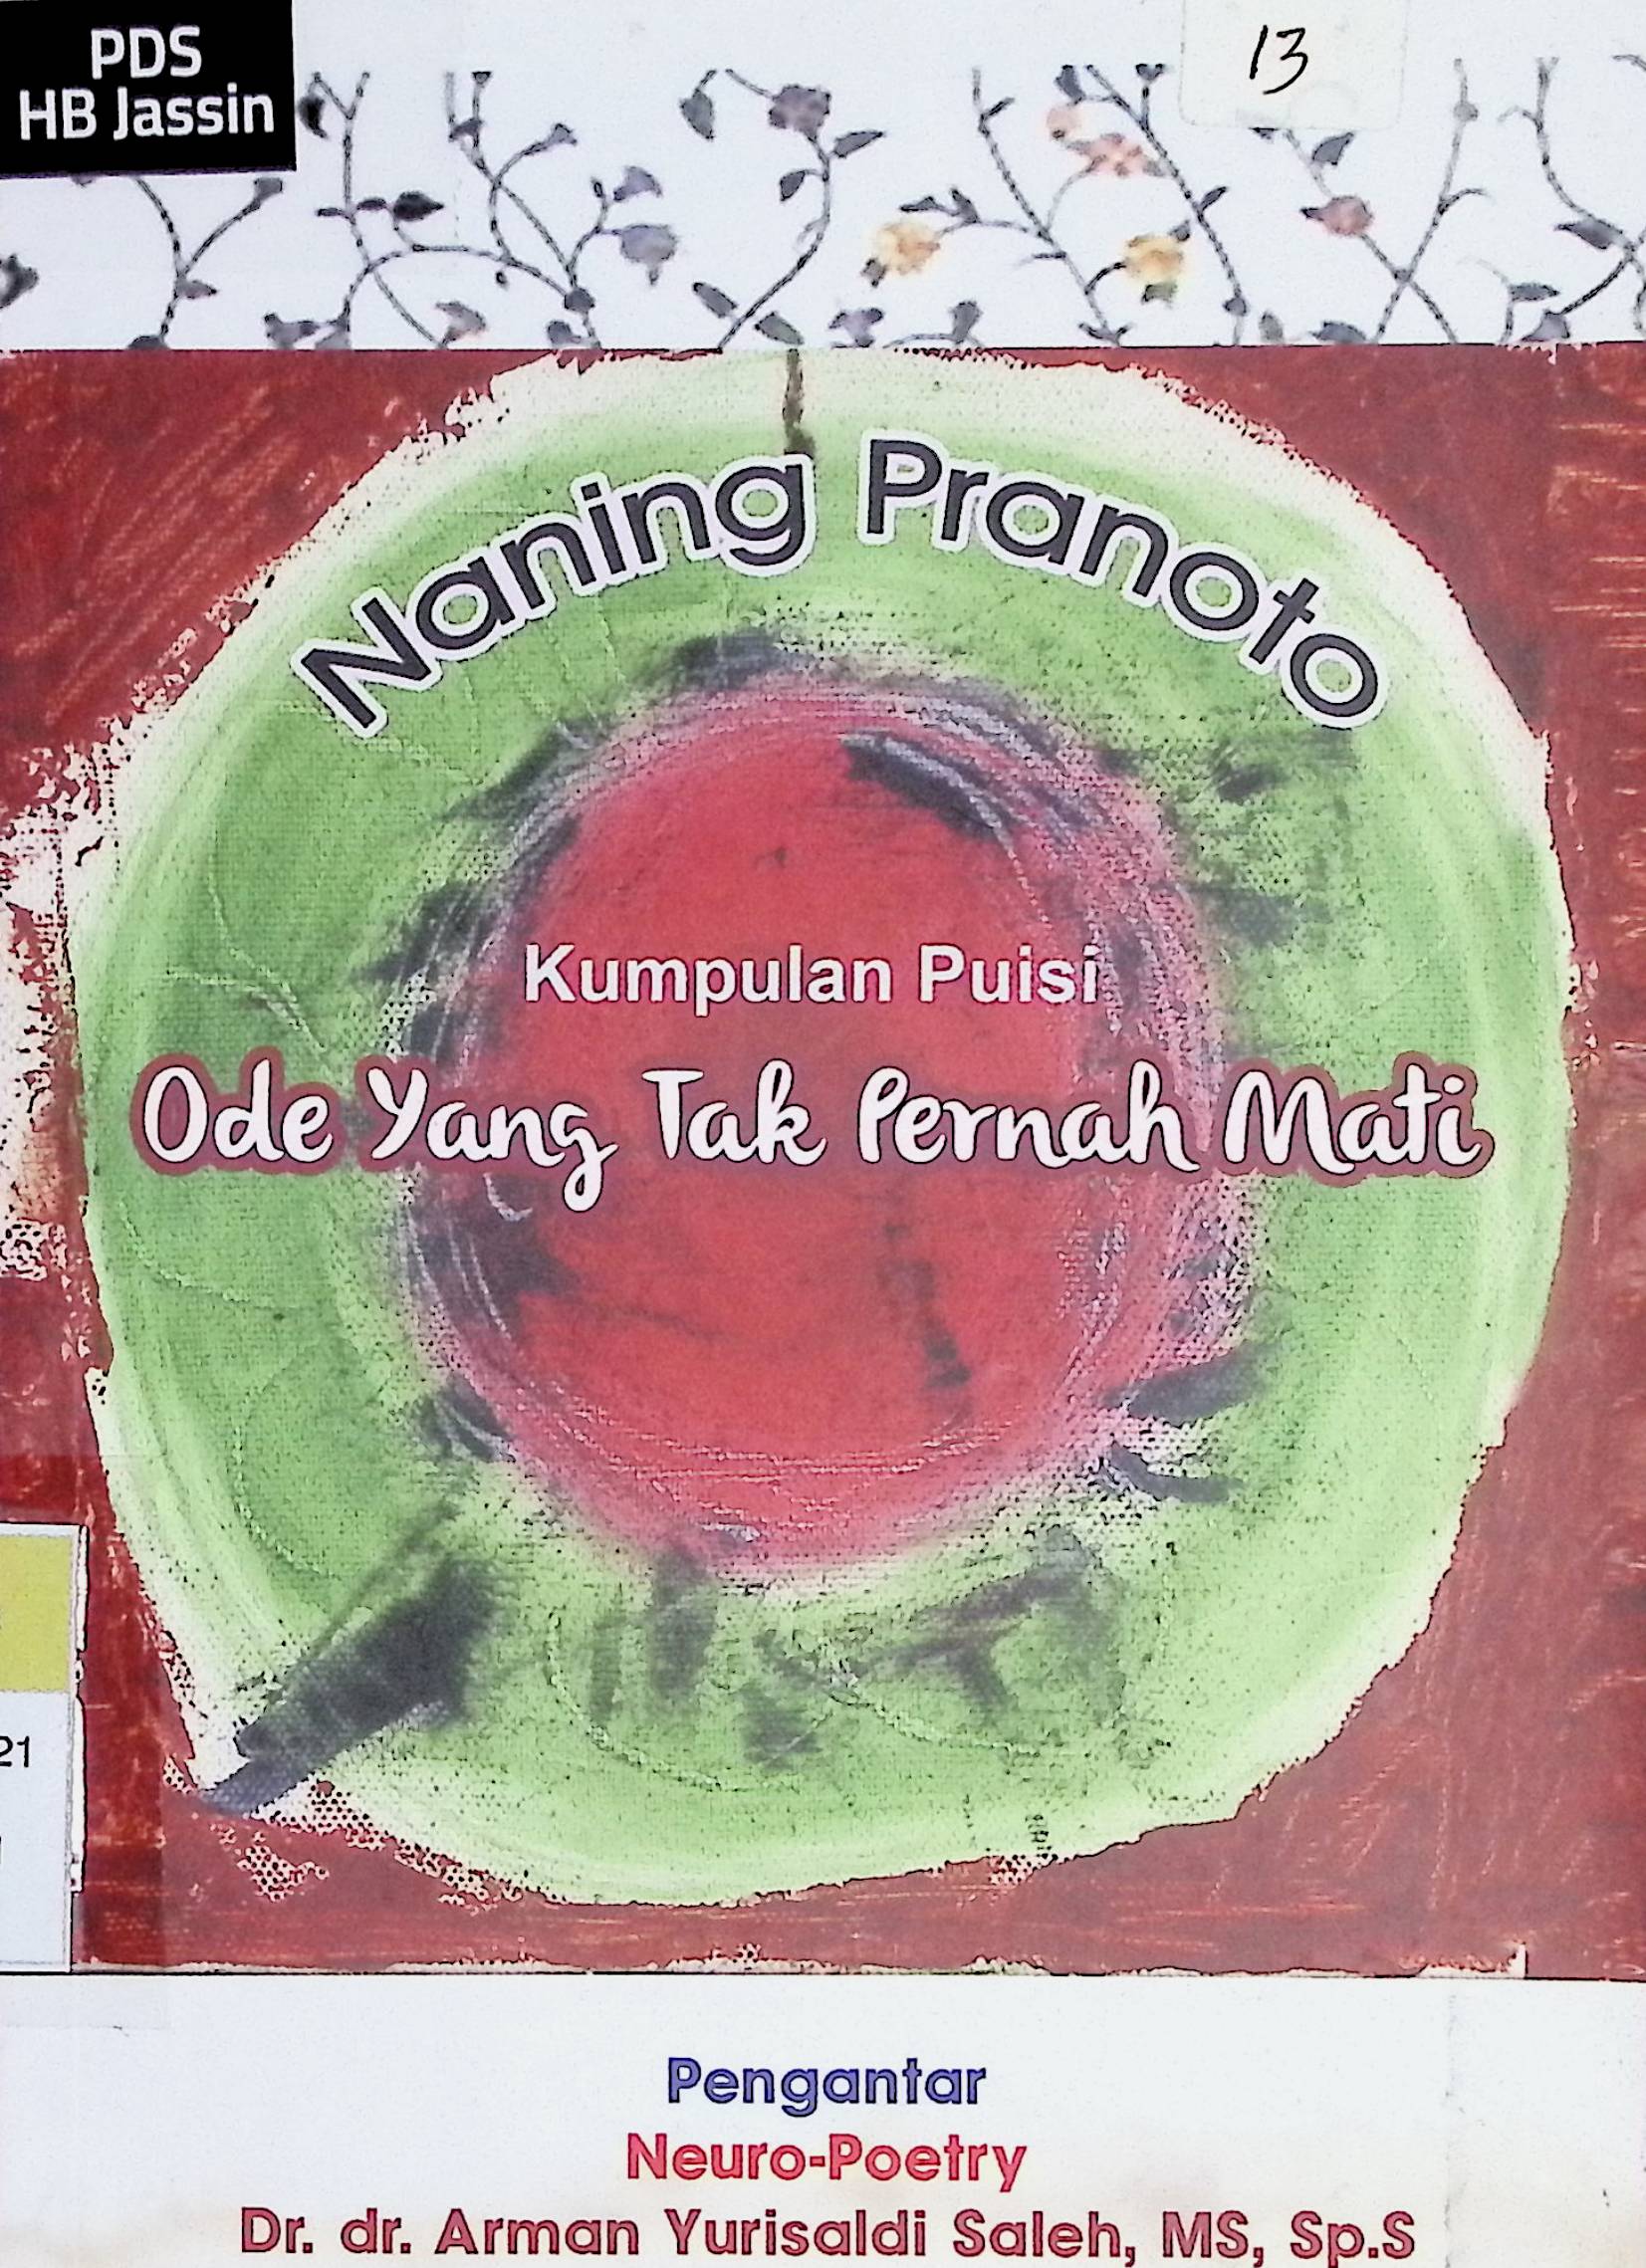 PDS
HB Jassin
13
Naning Pranoto
Kumpulan Puisi
Ode Yang Tak Pernah Mati
21
Pengantar
Neuro-Poetry
Dr. dr. Arman Yurisaldi Saleh, MS, Sp.S